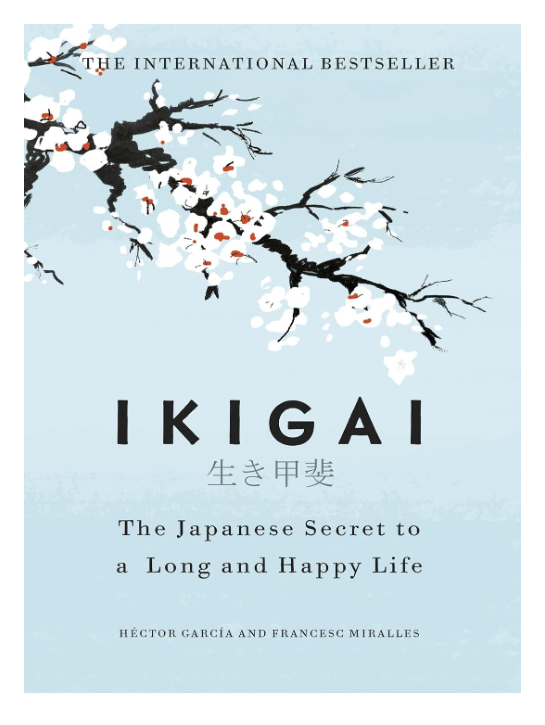 THE INTERNATIONAL BESTSELLER
IKIGAI
生き甲斐
The Japanese Secret to
a Long and Happy Life
HÉCTOR GARCÍA AND FRANCESC MIRALLES